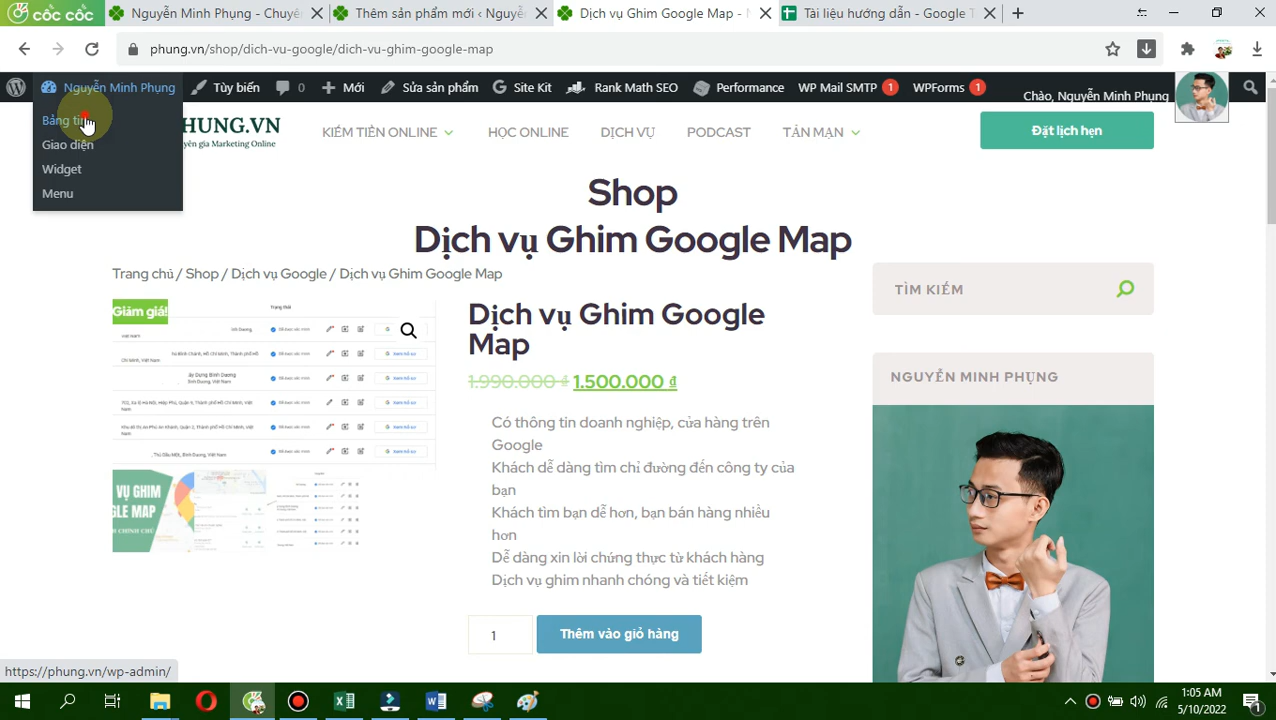 cốc cốc
Nguyễn Minh Phụng - Chuyê
Thêm sản phẩm
Dịch vụ Google Map -
Tài liệu hướng dẫn - Google T
phung.vn/shop/dich-vu-google/dich-vu-ghim-google-map
Nguyễn Minh Phụng
Tùy biến
0
Mới
Sửa sản phẩm
Site Kit
Rank Math SEO
Performance
WP Mail SMTP 1
WPForms 1
Chào, Nguyễn Minh Phụng
Bảng tin
Giao diện
Widget
Menu
HUNG.VN
yên gia Marketing Online
KIẾM TIỀN ONLINE
HỌC ONLINE
DỊCH VỤ
PODCAST
TẢN MẠN
Đặt lịch hẹn
Shop
Dịch vụ Ghim Google Map
Trang chủ / Shop / Dịch vụ Google / Dịch vụ Ghim Google Map
TÌM KIẾM
Giảm giá!
Trạng thái
Dịch vụ Ghim Google
Map
1.990.000 ₫ 1.500.000 ₫
Có thông tin doanh nghiệp, cửa hàng trên
Google
Khách dễ dàng tìm chỉ đường đến công ty của
bạn
Khách tìm bạn dễ hơn, bạn bán hàng nhiều
hơn
Dễ dàng xin lời chứng thực từ khách hàng
Dịch vụ ghim nhanh chóng và tiết kiệm
VỤ GHIM
GLE MAP
NGUYỄN MINH PHỤNG
1
Thêm vào giỏ hàng
https://phung.vn/wp-admin/
1:05 AM
5/10/2022
1